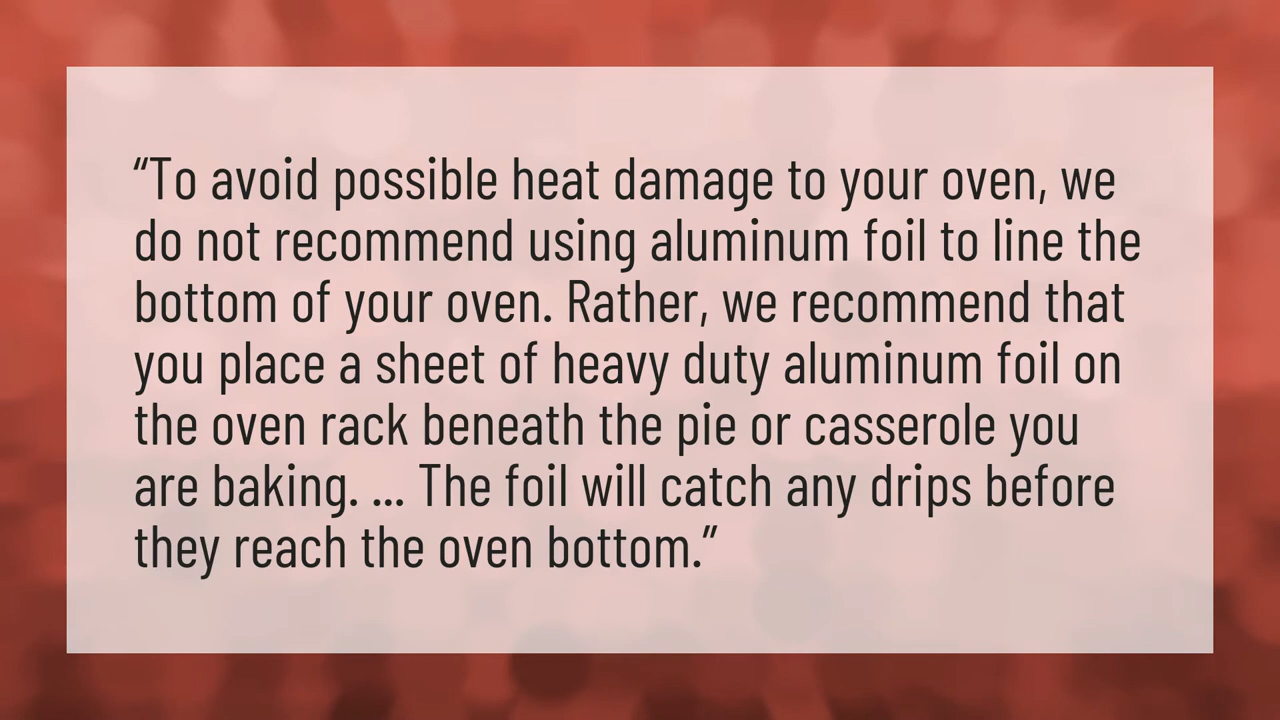 “To avoid possible heat damage to your oven, we
do not recommend using aluminum foil to line the
bottom of your oven. Rather, we recommend that
you place a sheet of heavy duty aluminum foil on
the oven rack beneath the pie or casserole you
are baking. ... The foil will catch any drips before
they reach the oven bottom.”